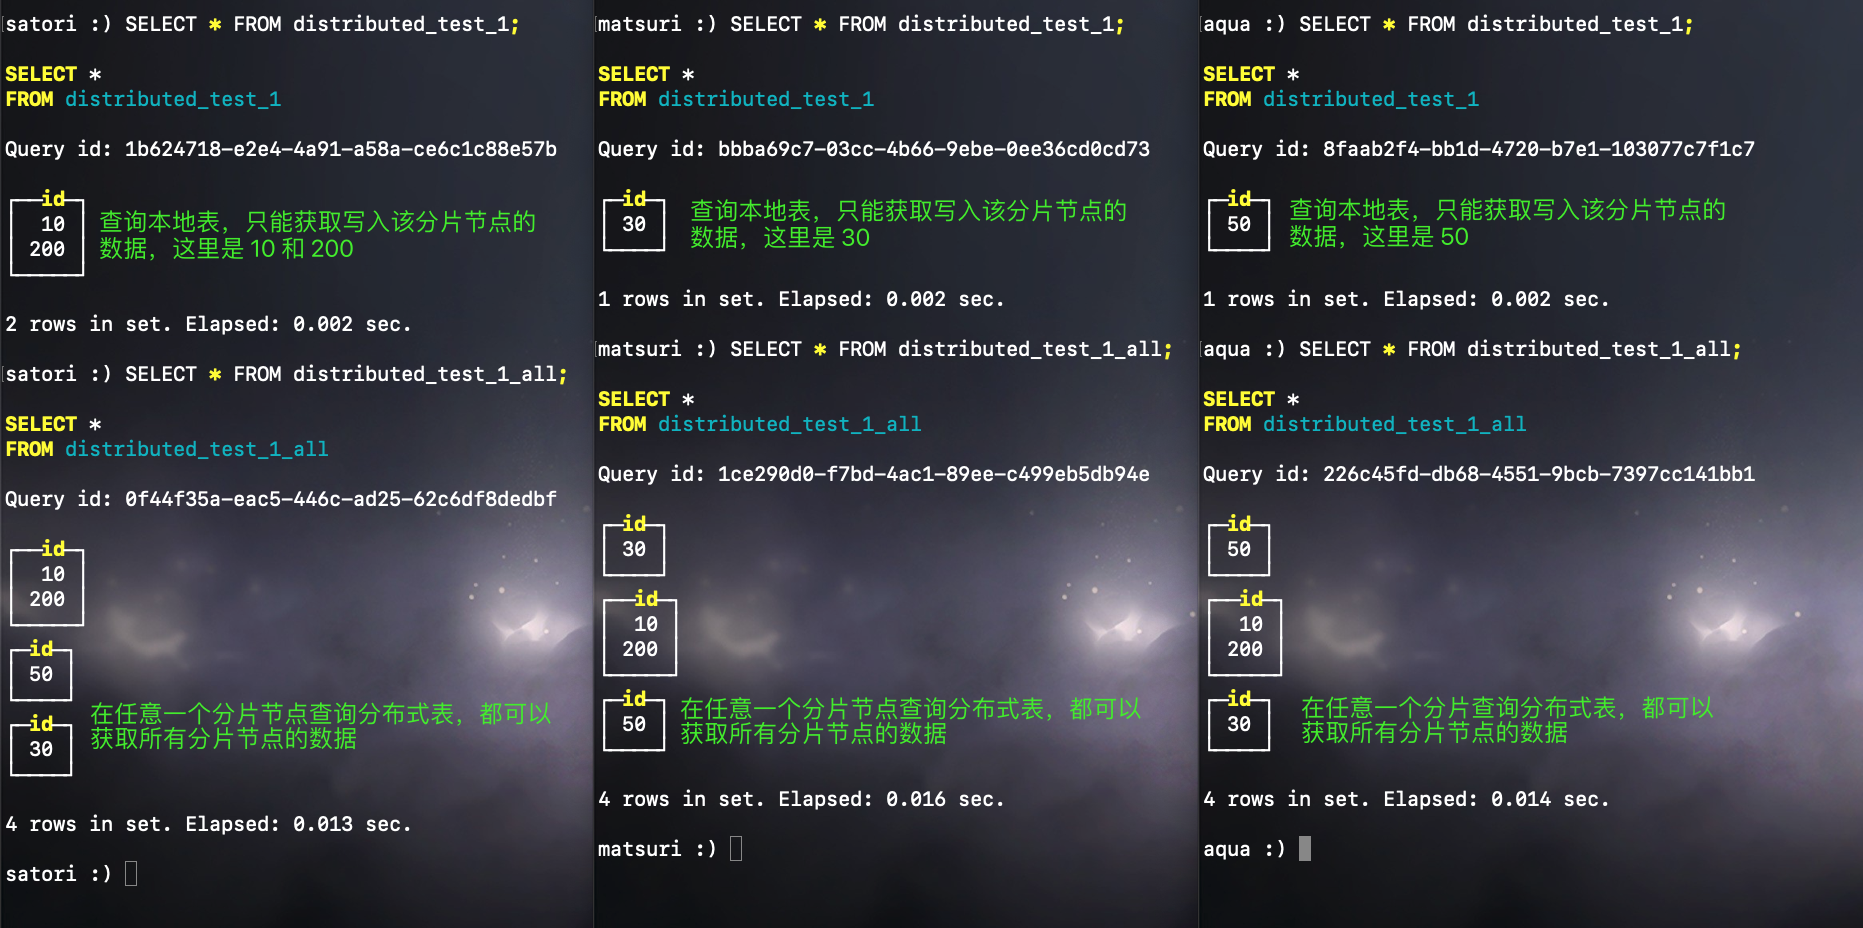 satori :) SELECT * FROM distributed_test_1;
SELECT *
FROM distributed_test_1
Query id: 1b624718-e2e4-4a91-a58a-ce6c1c88e57b
id
10
200
查询本地表，只能获取写入该分片节点的
数据，这里是 10 和 200
2 rows in set. Elapsed: 0.002 sec.
satori :) SELECT * FROM distributed_test_1_all;
SELECT *
FROM distributed_test_1_all
Query id: 0f44f35a-eac5-446c-ad25-62c6df8dedbf
id
10
200
id
50
id
30
在任意一个分片节点查询分布式表，都可以
获取所有分片节点的数据
4 rows in set. Elapsed: 0.013 sec.
satori :)
matsuri :) SELECT * FROM distributed_test_1;
SELECT *
FROM distributed_test_1
Query id: bbba69c7-03cc-4b66-9ebe-0ee36cd0cd73
id
30
查询本地表，只能获取写入该分片节点的
数据，这里是 30
1 rows in set. Elapsed: 0.002 sec.
matsuri :) SELECT * FROM distributed_test_1_all;
SELECT *
FROM distributed_test_1_all
Query id: 1ce290d0-f7bd-4ac1-89ee-c499eb5db94e
id
30
id
10
200
id
50
在任意一个分片节点查询分布式表，都可以
获取所有分片节点的数据
4 rows in set. Elapsed: 0.016 sec.
matsuri :)
aqua :) SELECT * FROM distributed_test_1;
SELECT *
FROM distributed_test_1
Query id: 8faab2f4-bb1d-4720-b7e1-103077c7f1c7
id
50
查询本地表，只能获取写入该分片节点的
数据，这里是 50
1 rows in set. Elapsed: 0.002 sec.
aqua :) SELECT * FROM distributed_test_1_all;
SELECT *
FROM distributed_test_1_all
Query id: 226c45fd-db68-4551-9bcb-7397cc141bb1
id
50
id
10
200
id
30
在任意一个分片查询分布式表，都可以
获取所有分片节点的数据
4 rows in set. Elapsed: 0.014 sec.
aqua :)